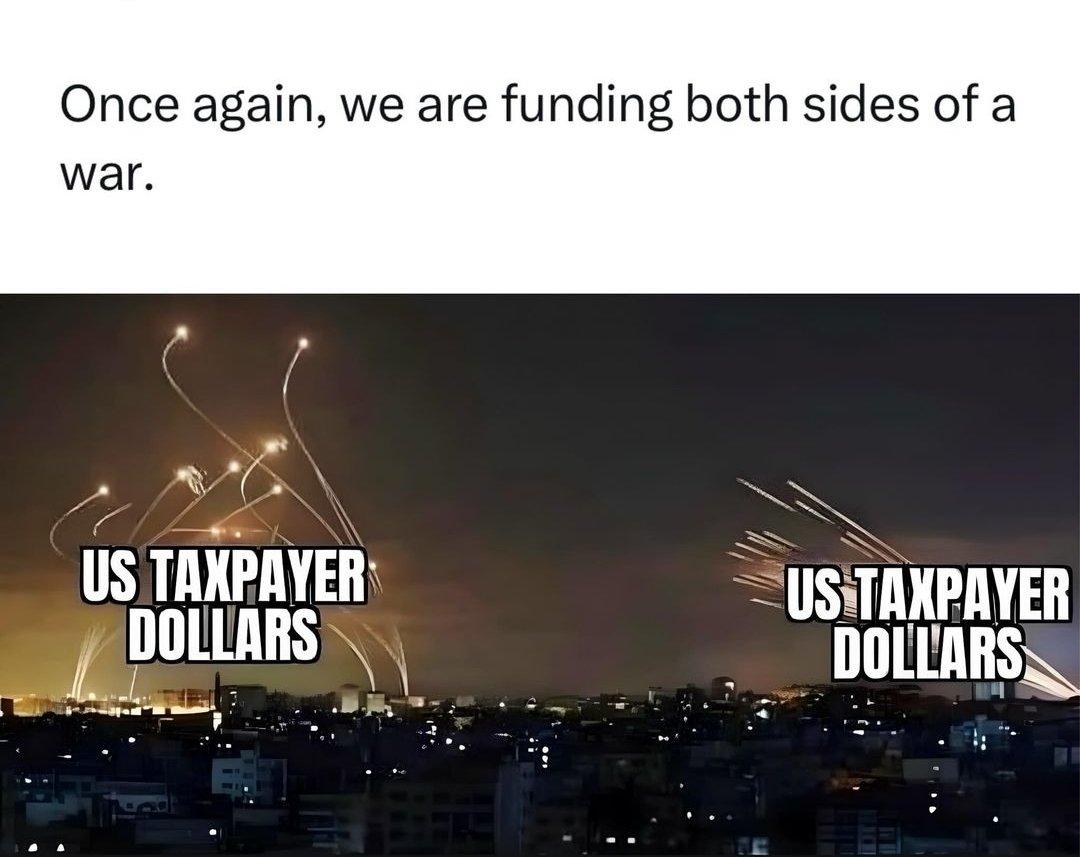 Once again, we are funding both sides of a
war.
US TAXPAYER
DOLLARS
US TAXPAYER
DOLLARS